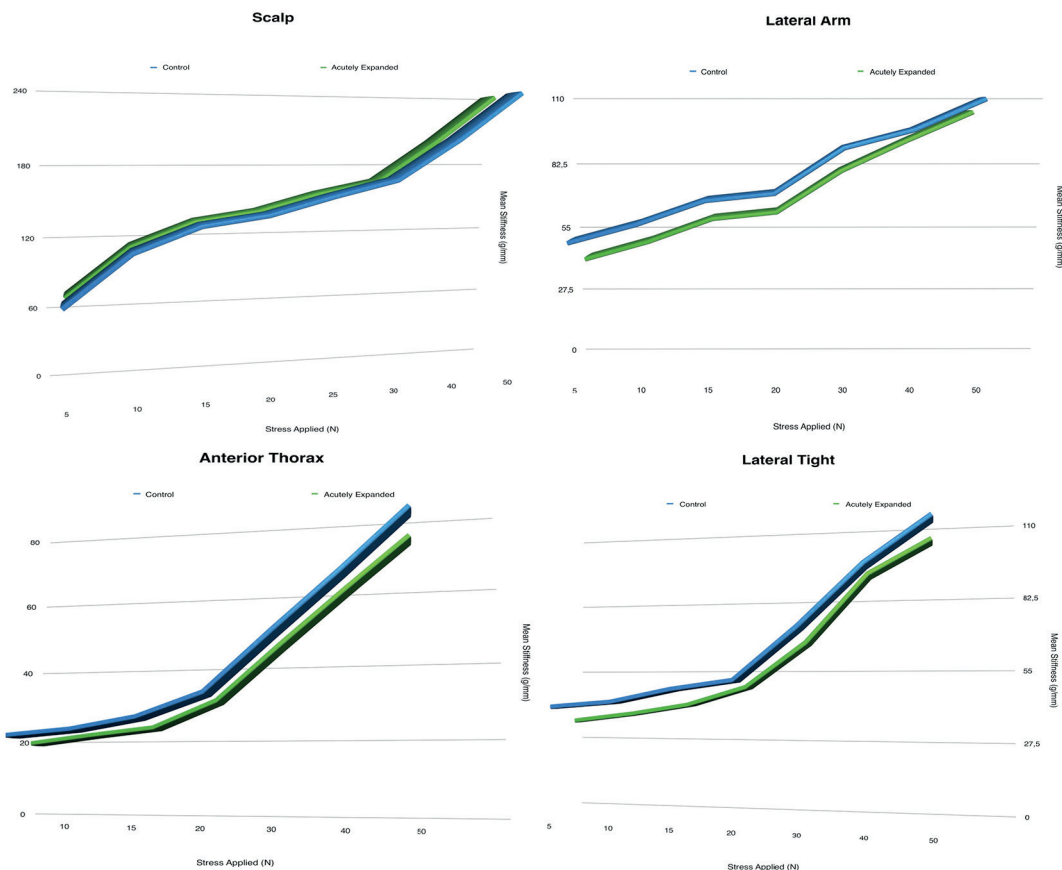 Scalp
Control
Acutely Expanded
240
180
120
60
0
5
10
15
20
25
30
40
50
Mean Stiffness (g/mm)
Stress Applied (N)
Lateral Arm
Control
Acutely Expanded
110
82,5
55
27,5
0
5
10
15
20
30
40
50
Mean Stiffness (g/mm)
Stress Applied (N)
Anterior Thorax
Control
Acutely Expanded
80
60
40
20
0
10
15
20
30
40
50
Mean Stiffness (g/mm)
Stress Applied (N)
Lateral Tight
Control
Acutely Expanded
110
82,5
55
27,5
0
5
10
15
20
30
40
50
Mean Stiffness (g/mm)
Stress Applied (N)